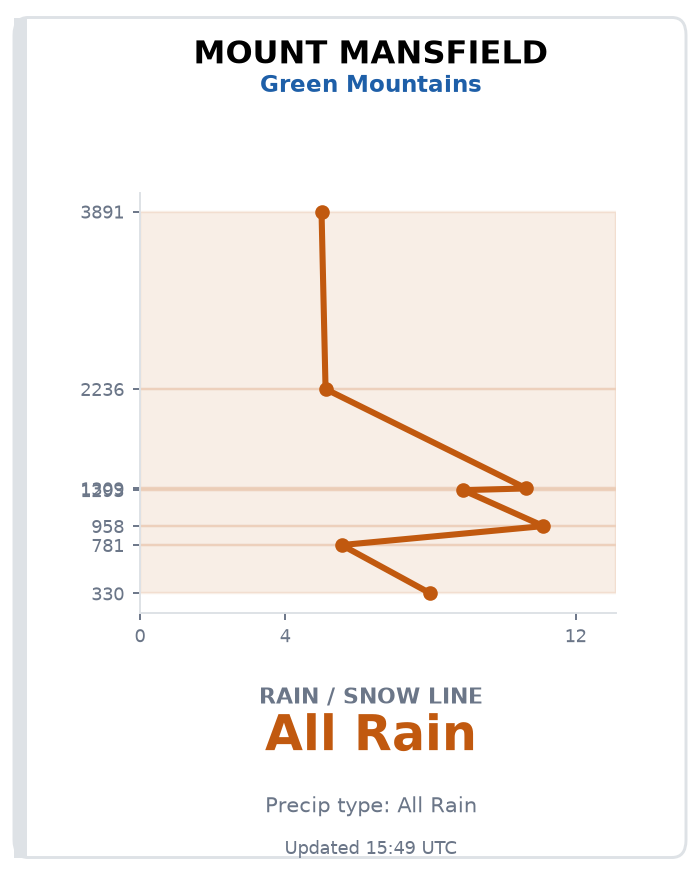 MOUNT MANSFIELD
Green Mountains
3891
2236
958
781
330
0 4 12
RAIN / SNOW LINE
All Rain
Precip type: All Rain
Updated 15:49 UTC